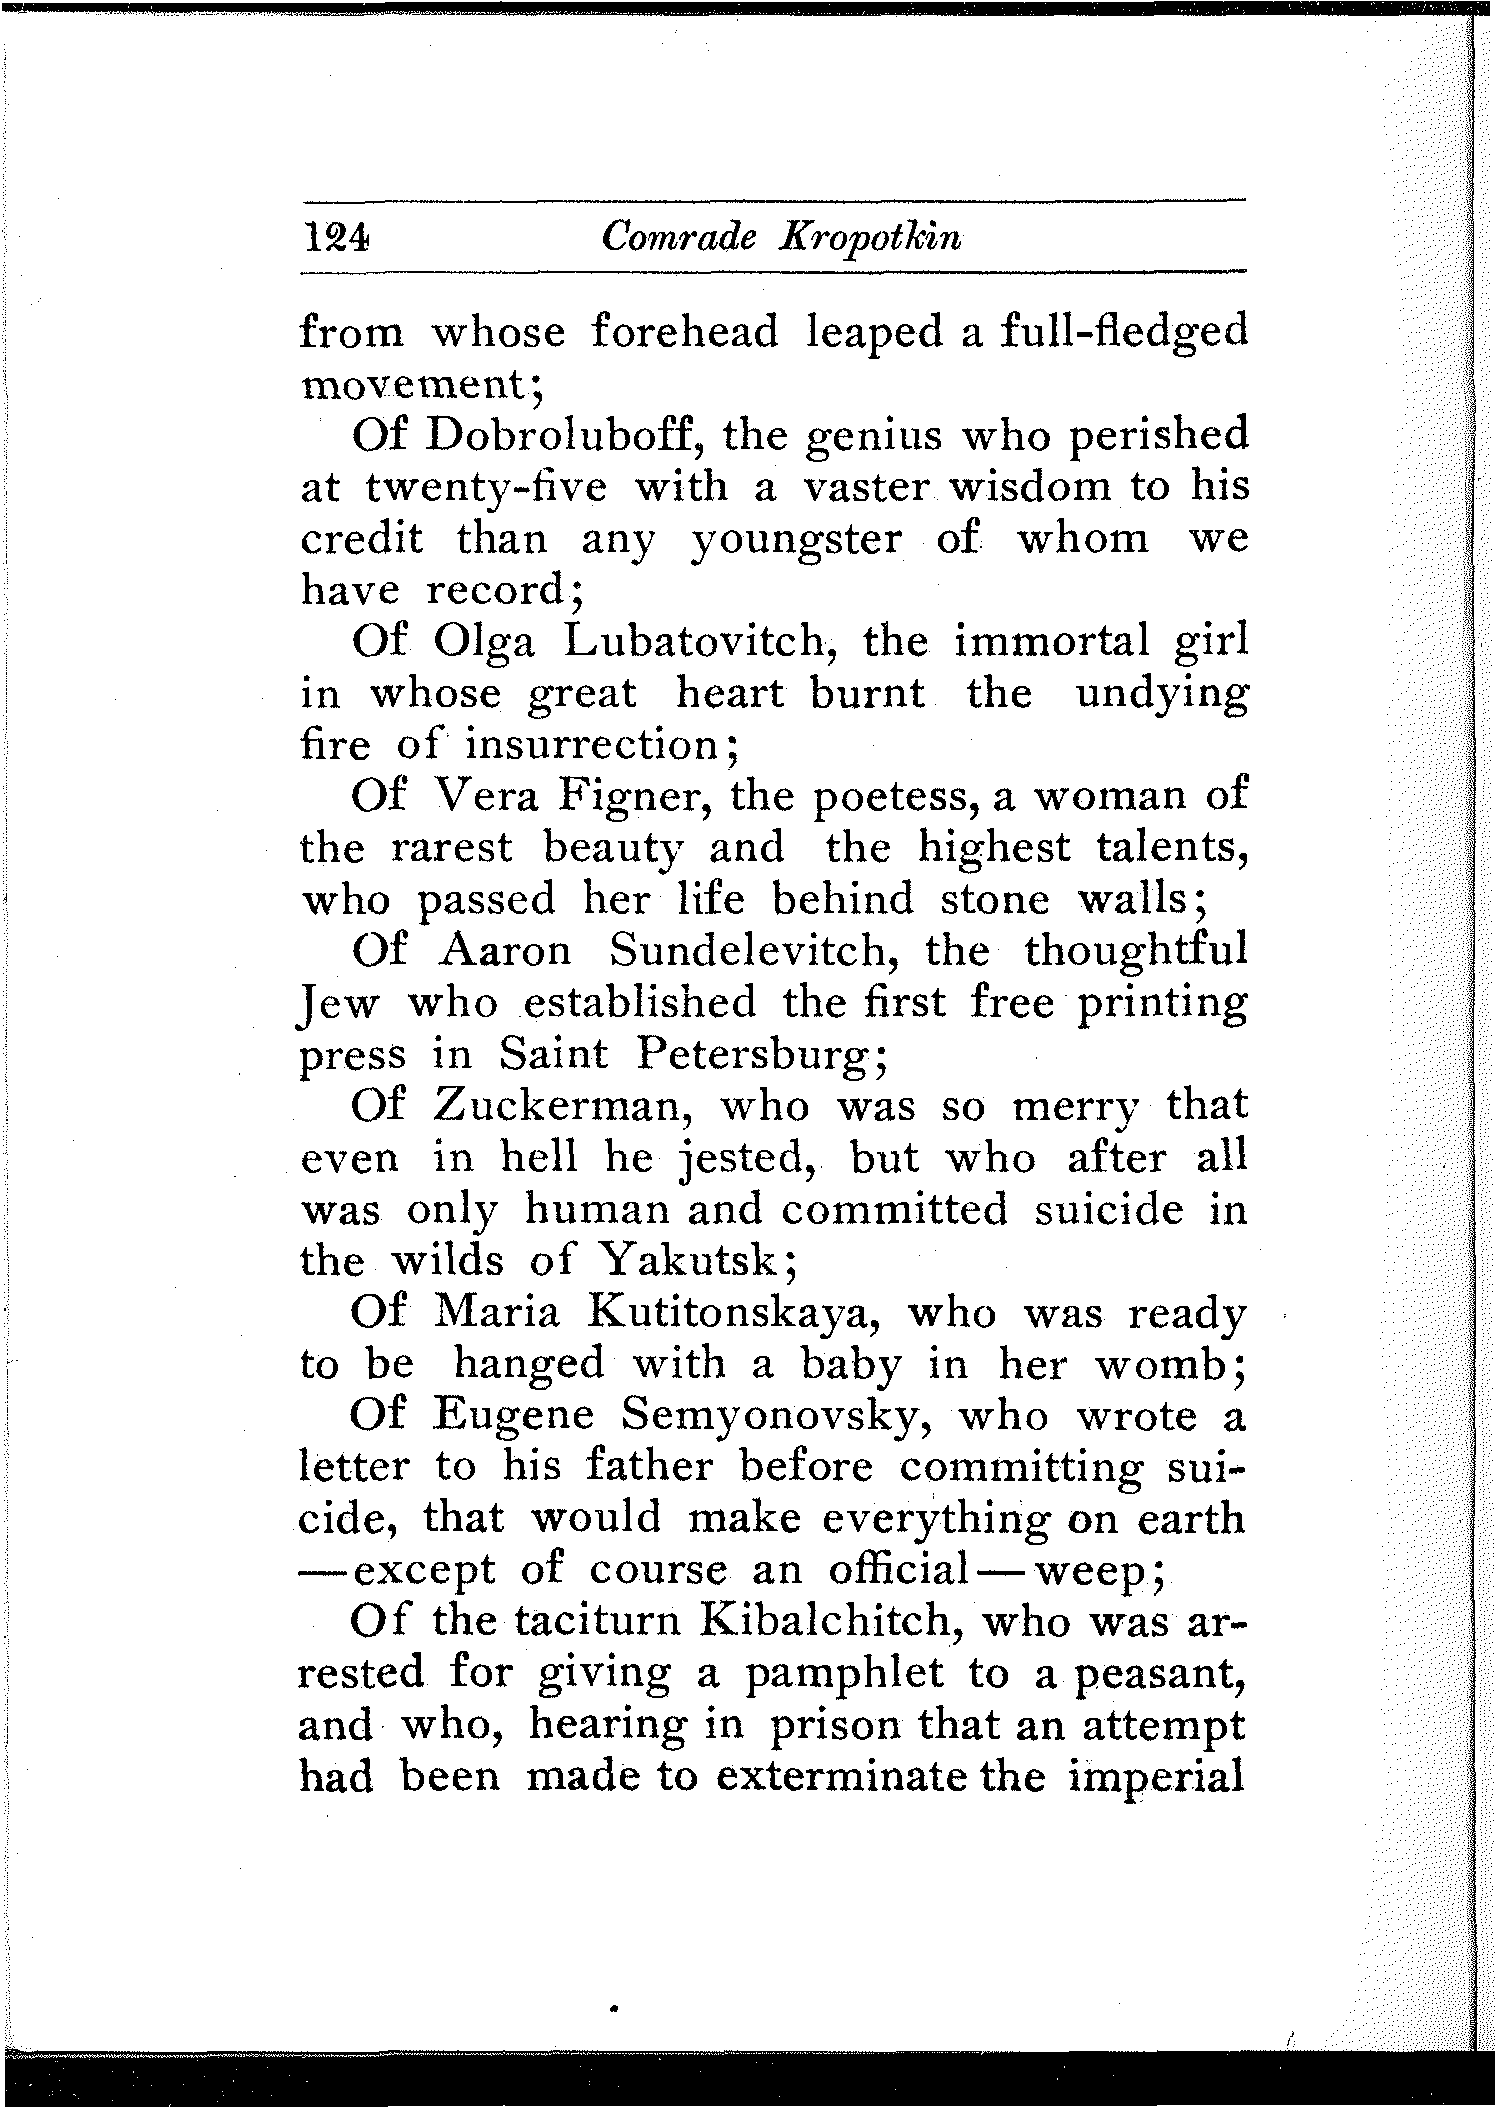 124 Comrade Kropotkin
from whose forehead leaped a full-fledged
movement;
Of Dobroluboff, the genius who perished
at twenty-five with a vaster wisdom to his
credit than any youngster of whom we
have record;
Of Olga Lubatovitch, the immortal girl
in whose great heart burnt the undying
fire of insurrection;
Of Vera Figner, the poetess, a woman of
the rarest beauty and the highest talents,
who passed her life behind stone walls;
Of Aaron Sundelevitch, the thoughtful
Jew who established the first free printing
press in Saint Petersburg;
Of Zuckerman, who was so merry that
even in hell he jested, but who after all
was only human and committed suicide in
the wilds of Yakutsk;
Of Maria Kutitonskaya, who was ready
to be hanged with a baby in her womb;
Of Eugene Semyonovsky, who wrote a
letter to his father before committing sui-
cide, that would make everything on earth
—except of course an official—weep;
Of the taciturn Kibalchitch, who was ar-
rested for giving a pamphlet to a peasant,
and who, hearing in prison that an attempt
had been made to exterminate the imperial